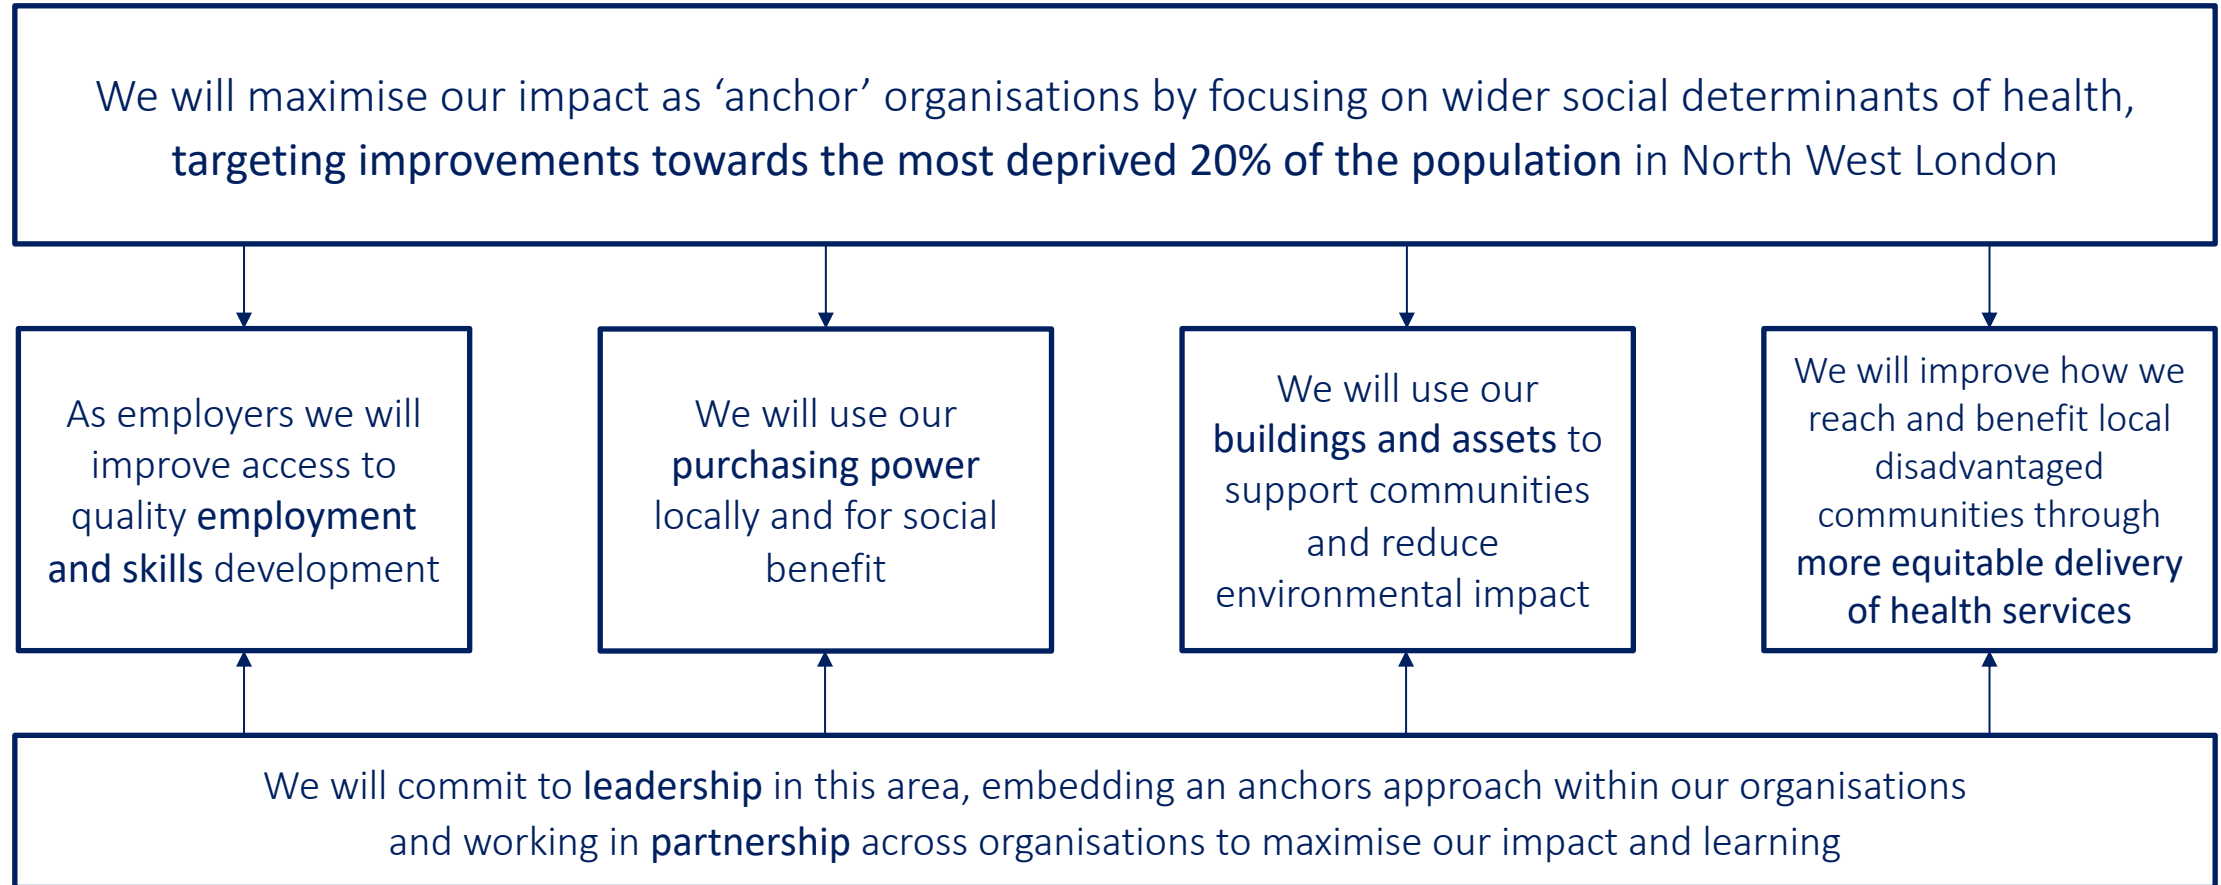 We will maximise our impact as ‘anchor’ organisations by focusing on wider social determinants of health,
targeting improvements towards the most deprived 20% of the population in North West London
As employers we will
improve access to
quality employment
and skills development
We will use our
purchasing power
locally and for social
benefit
We will use our
buildings and assets to
support communities
and reduce
environmental impact
We will improve how we
reach and benefit local
disadvantaged
communities through
more equitable delivery
of health services
We will commit to leadership in this area, embedding an anchors approach within our organisations
and working in partnership across organisations to maximise our impact and learning